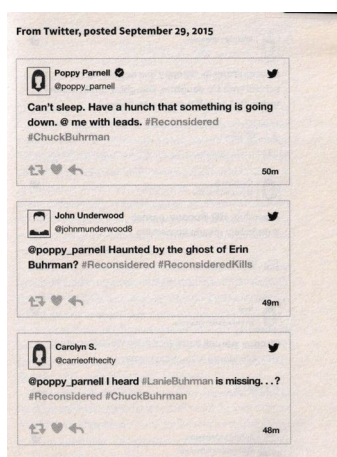 From Twitter, posted September 29, 2015
Poppy Parnell
@poppy_parnell
Can't sleep. Have a hunch that something is going
down. @ me with leads. #Reconsidered
#ChuckBuhrman
50m
John Underwood
@johnmunderwood8
@poppy_parnell Haunted by the ghost of Erin
Buhrman? #Reconsidered #ReconsideredKills
49m
Carolyn S.
@carrieofthecity
@poppy_parnell I heard #LanieBuhrman is missing. . .?
#Reconsidered #ChuckBuhrman
48m